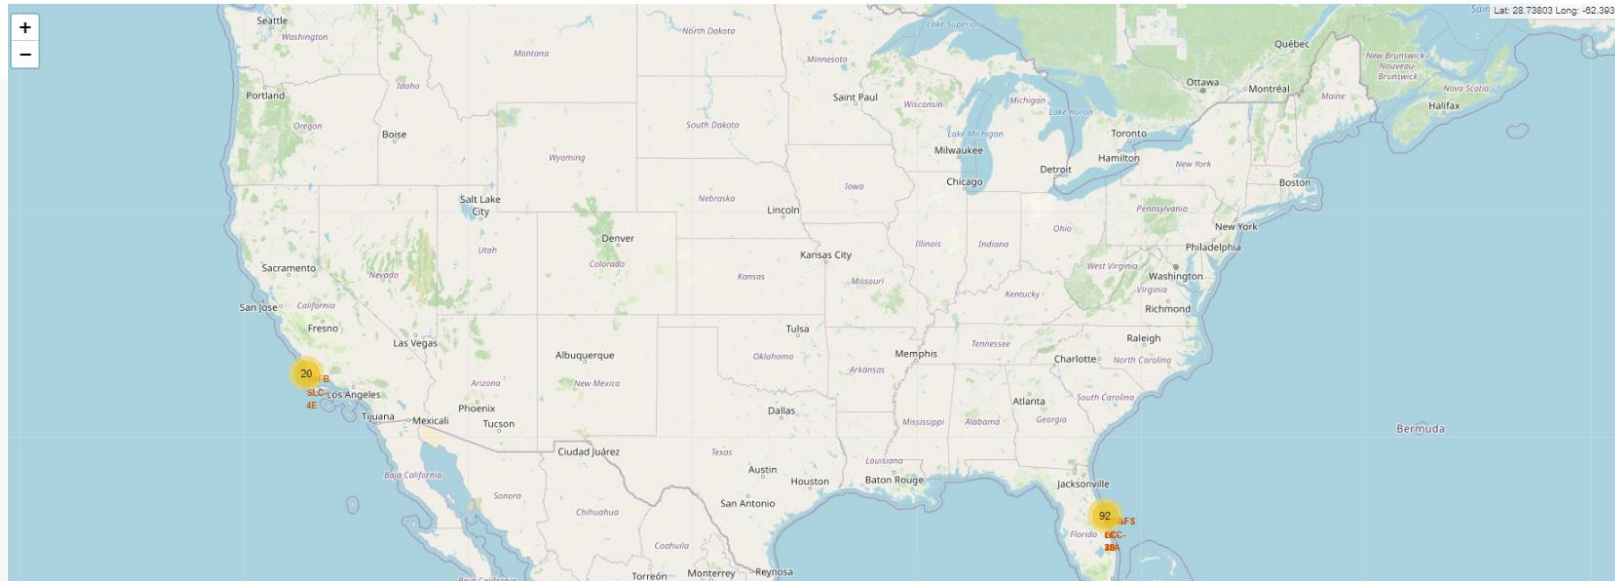 +
−
Lat: 28.73803 Long: -62.393
Seattle
Washington
Montana
North Dakota
Minnesota
Lake Superior
Québec
New Brunswick /
Nouveau-
Brunswick
Nova Scotia
Halifax
Portland
Idaho
Oregon
Boise
Saint Paul
Wisconsin
Michigan
Lake Huron
Ottawa
Montréal
Maine
South Dakota
Wyoming
Lake Michigan
Milwaukee
Toronto
Hamilton
New York
Detroit
Chicago
Boston
Salt Lake
City
Nebraska
Iowa
Lincoln
Pennsylvania
New York
Philadelphia
Denver
Colorado
Utah
Illinois
Indiana
Ohio
Kansas City
West Virginia
Washington
Virginia
Sacramento
Nevada
Kansas
Missouri
Kentucky
Richmond
San Jose
California
Fresno
Las Vegas
Tulsa
Raleigh
Albuquerque
Oklahoma
Memphis
Tennessee
Charlotte
North Carolina
20
Arizona
New Mexico
Arkansas
SLC-
4E
Los Angeles
Phoenix
Atlanta
South Carolina
Tijuana
Mexicali
Tucson
Dallas
Mississippi
Alabama
Georgia
Bermuda
Ciudad Juárez
Texas
Louisiana
Baja California
Sonora
Austin
Houston
Baton Rouge
Jacksonville
San Antonio
Chihuahua
92
Florida
Coahuila
Torreón
Monterrey
Reynosa
Baja California